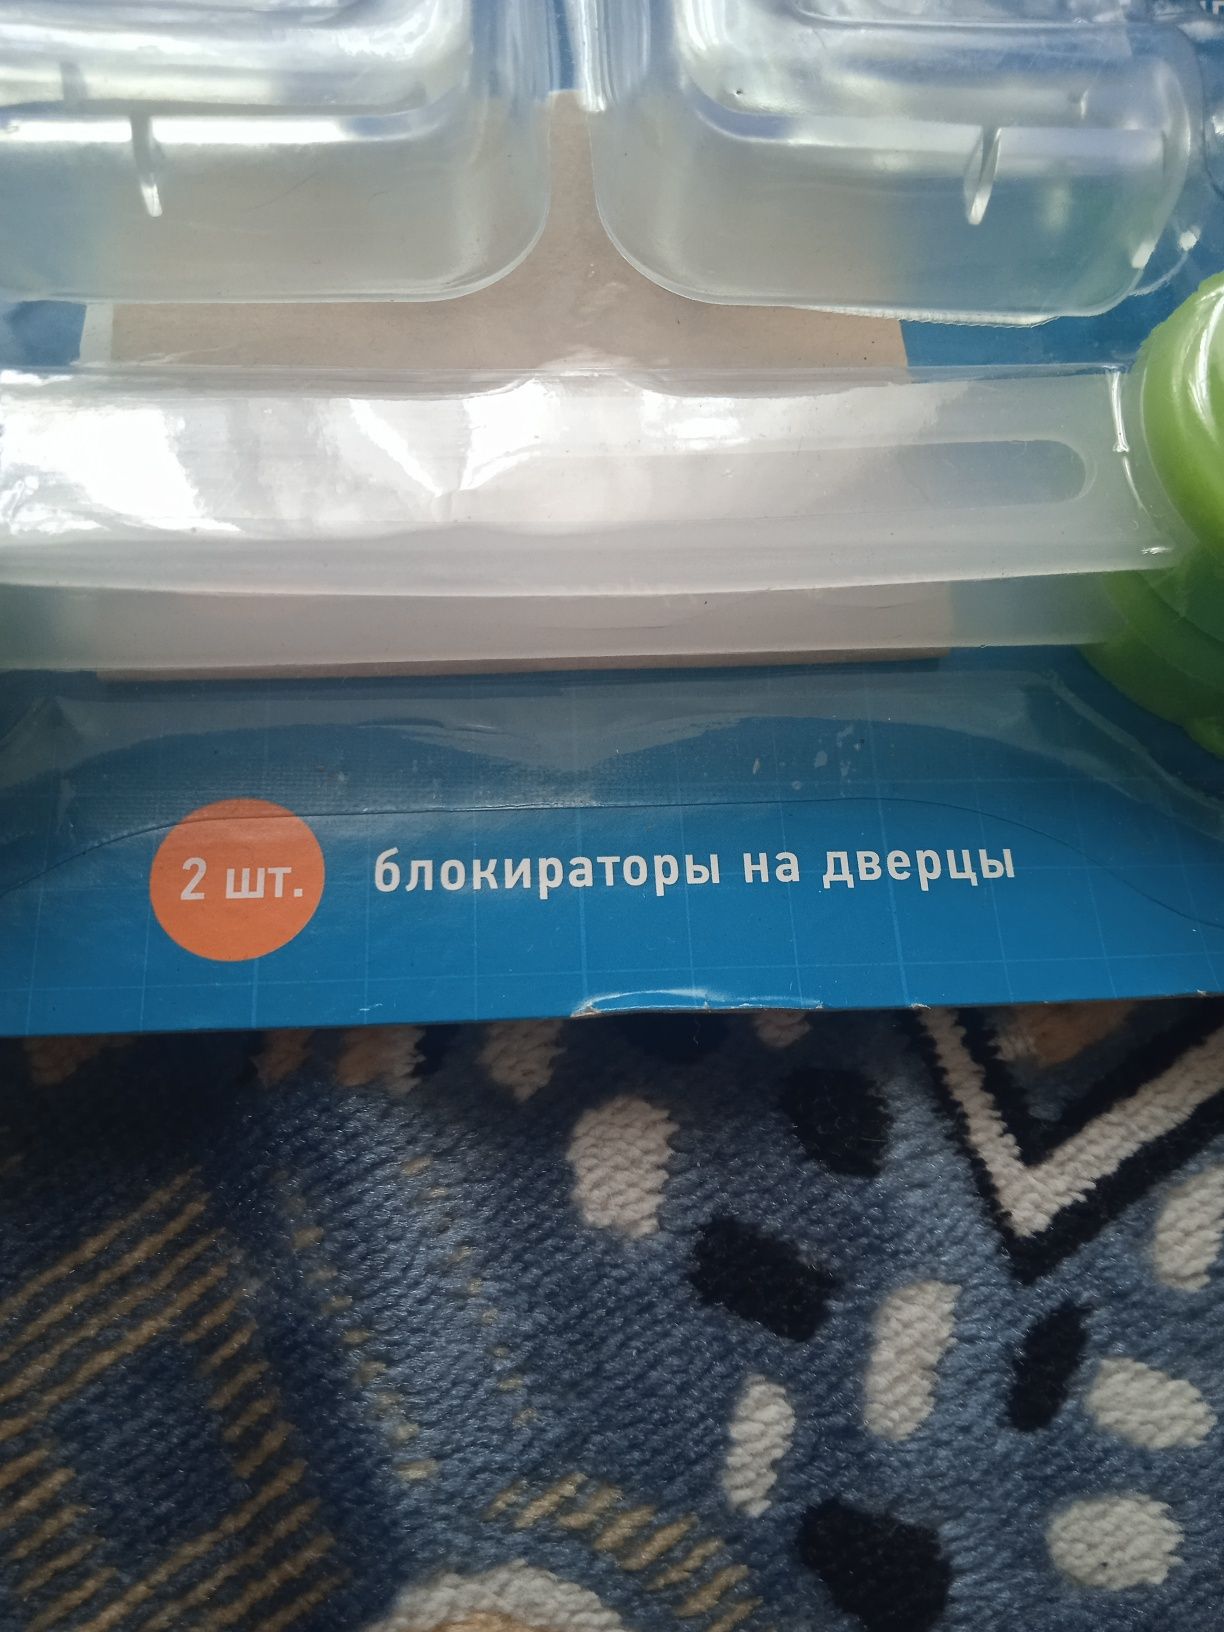 2 шт. блокираторы на дверцы